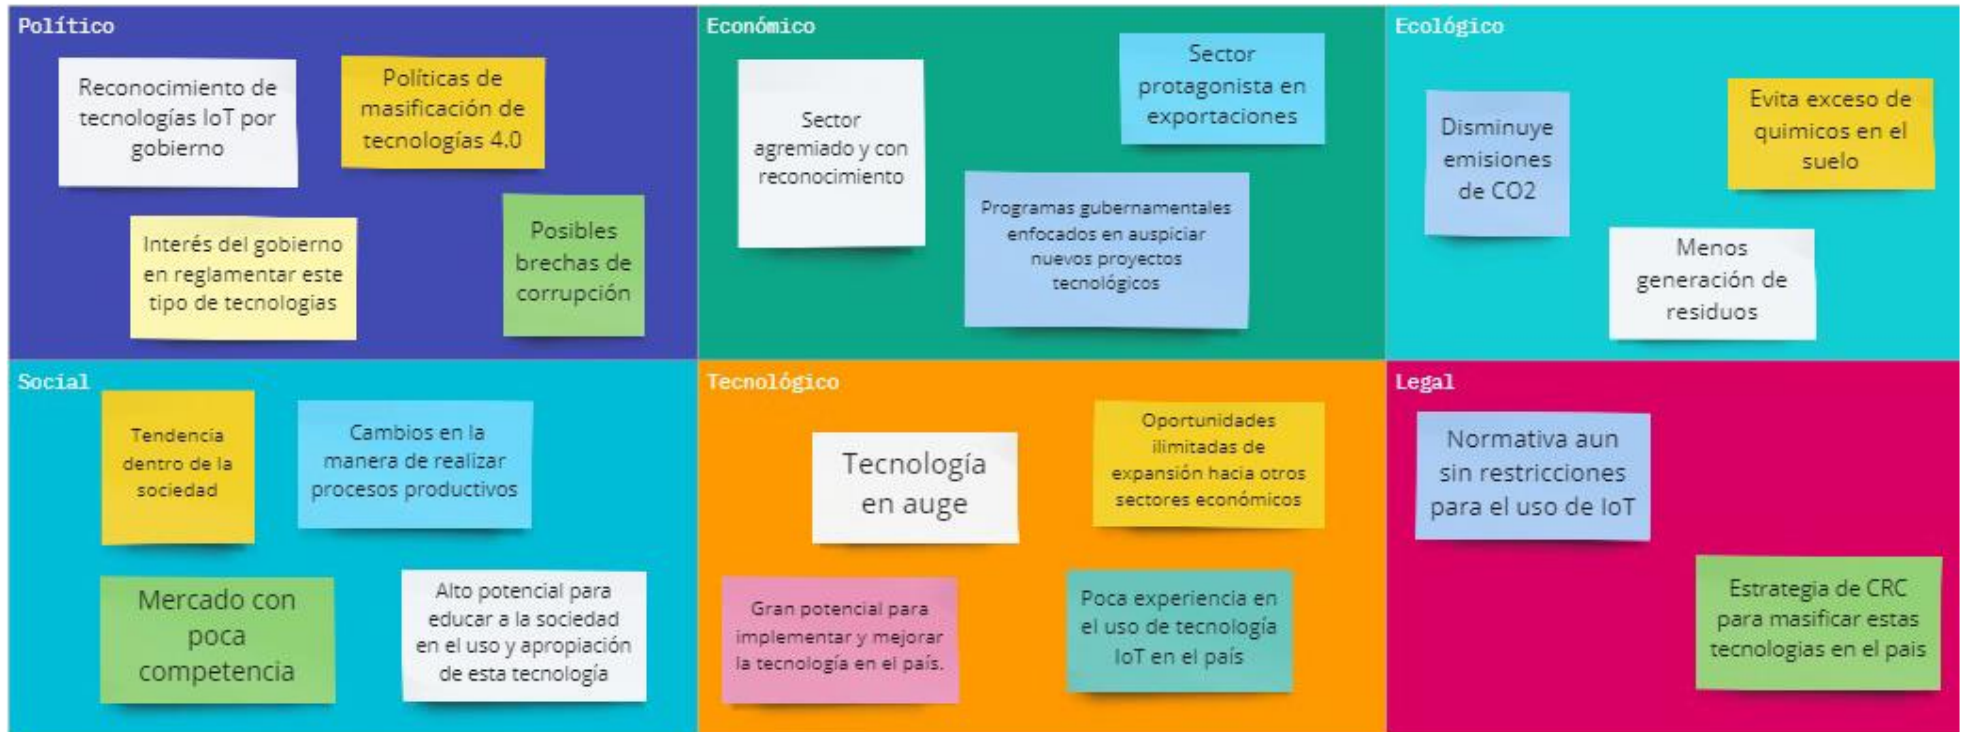 Político
Reconocimiento de
tecnologías IoT por
gobierno
Políticas de
masificación de
tecnologías 4.0
Interés del gobierno
en reglamentar este
tipo de tecnologias
Posibles
brechas de
corrupción
Económico
Sector
agremiado y con
reconocimiento
Sector
protagonista en
exportaciones
Programas gubernamentales
enfocados en auspiciar
nuevos proyectos
tecnológicos
Ecológico
Disminuye
emisiones
de CO2
Evita exceso de
quimicos en el
suelo
Menos
generación de
residuos
Social
Tendencia
dentro de la
sociedad
Cambios en la
manera de realizar
procesos productivos
Mercado con
poca
competencia
Alto potencial para
educar a la sociedad
en el uso y apropiación
de esta tecnología
Tecnológico
Tecnología
en auge
Oportunidades
ilimitadas de
expansión hacia otros
sectores económicos
Gran potencial para
implementar y mejorar
la tecnología en el país.
Poca experiencia en
el uso de tecnología
IoT en el país
Legal
Normativa aun
sin restricciones
para el uso de IoT
Estrategia de CRC
para masificar estas
tecnologias en el pais